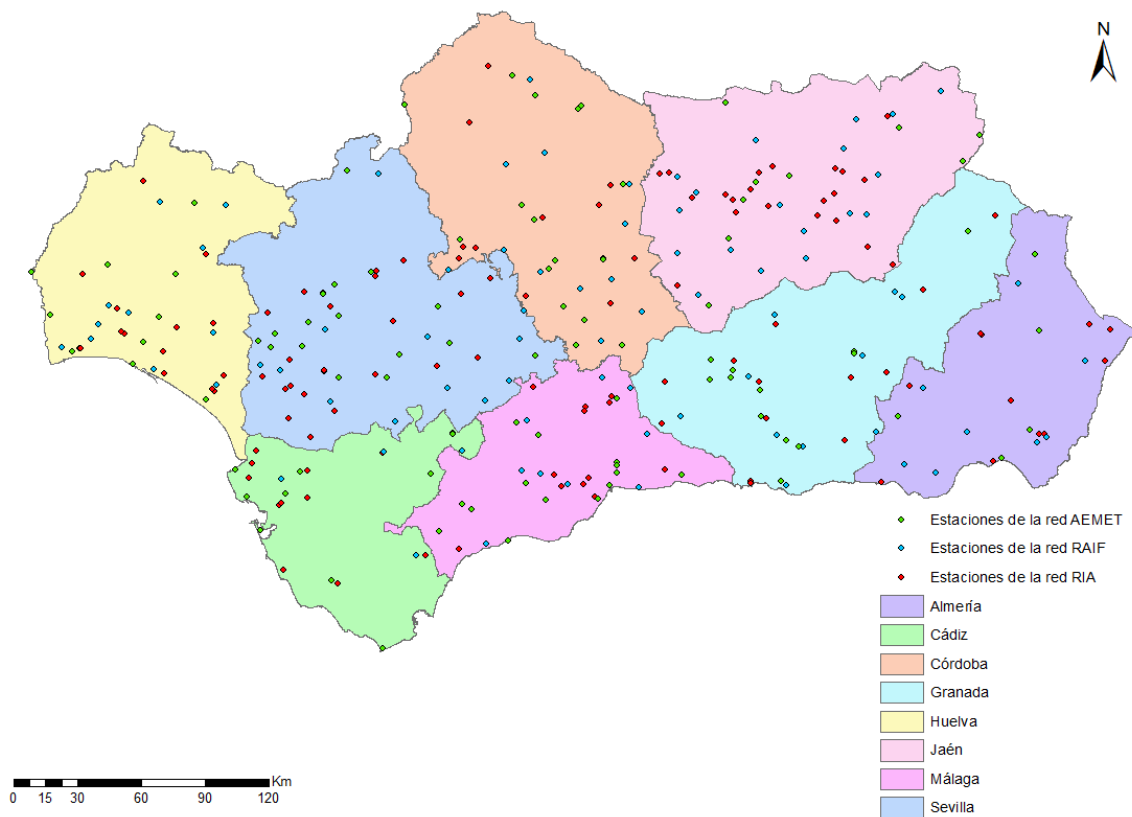 N
Estaciones de la red AEMET
Estaciones de la red RAIF
Estaciones de la red RIA
Almería
Cádiz
Córdoba
Granada
Huelva
Jaén
Málaga
Sevilla
Km
0 15 30 60 90 120